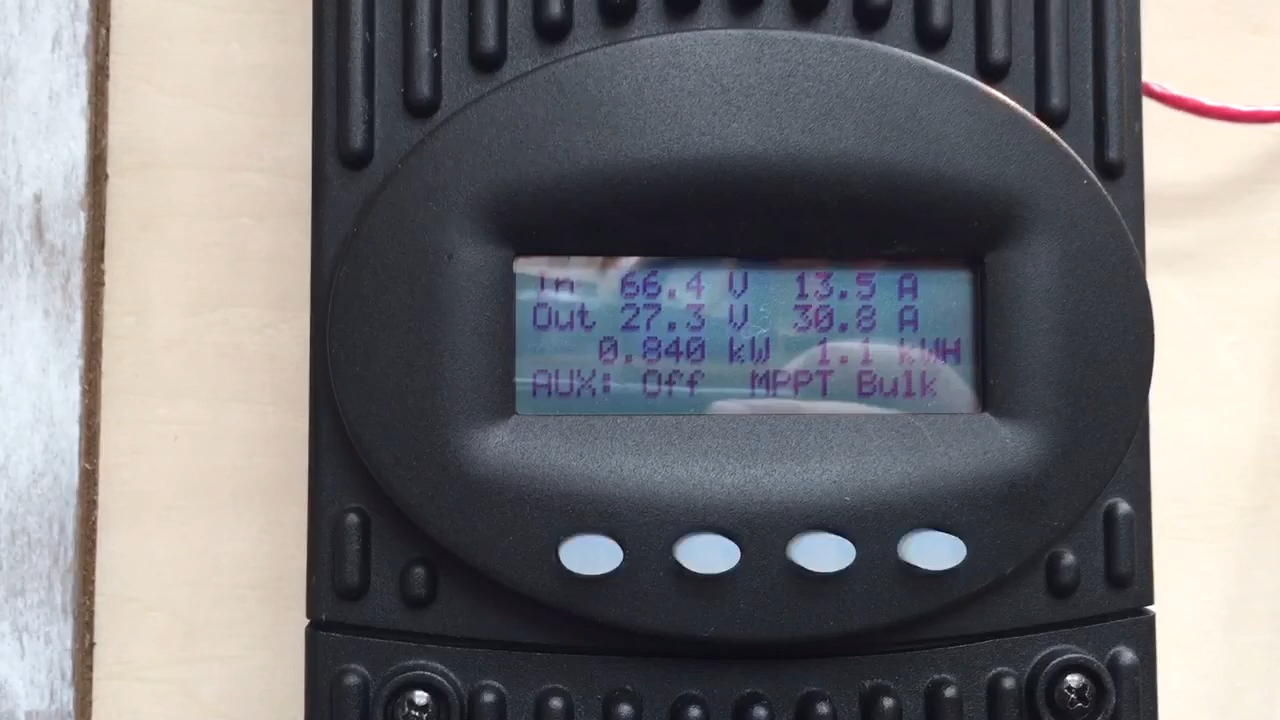 In 66.4 V 13.5 A
Out 27.3 V 30.8 A
0.840 kW 1.1 kWH
AUX: Off MPPT Bulk